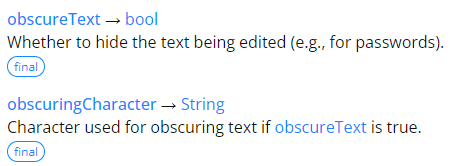 obscureText → bool
Whether to hide the text being edited (e.g., for passwords).
final
obscuringCharacter → String
Character used for obscuring text if obscureText is true.
final